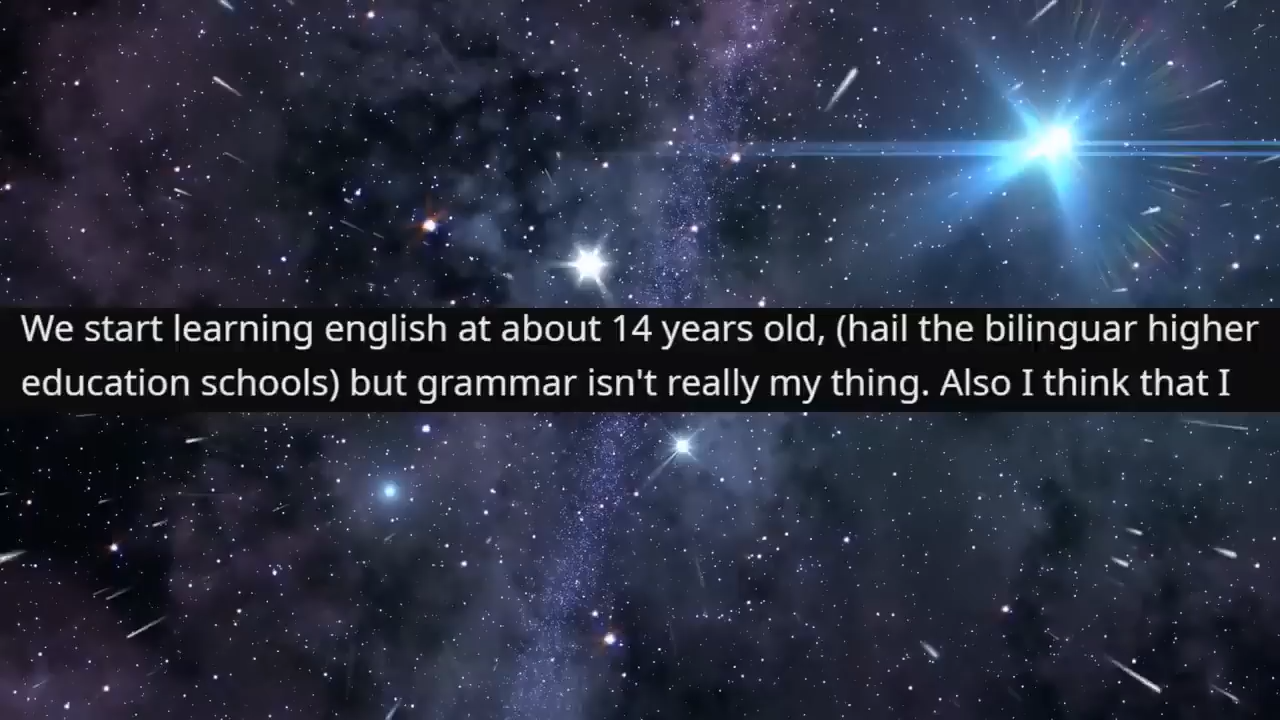 We start learning english at about 14 years old, (hail the bilinguar higher
education schools) but grammar isn't really my thing. Also I think that I